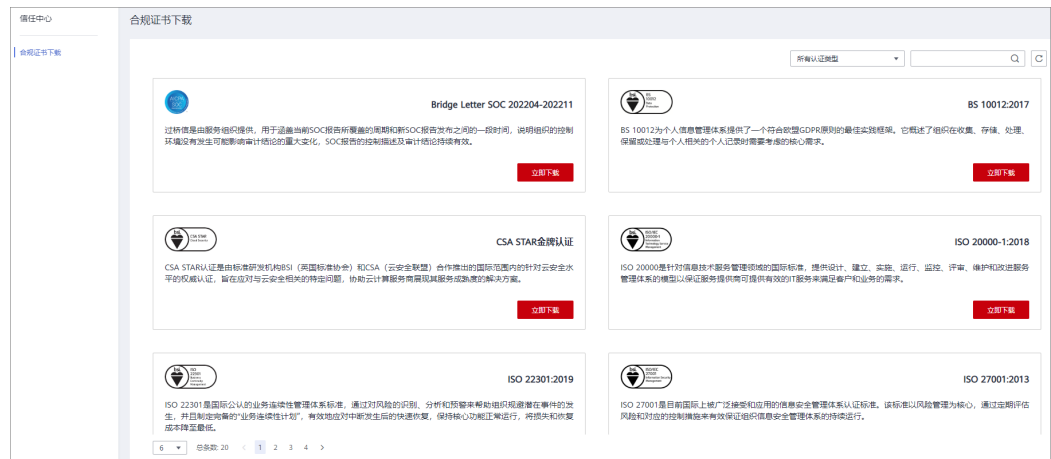 信任中心
合规证书下载
合规证书下载
所有认证类型
Bridge Letter SOC 202204-202211
过桥信是由服务组织提供，用于涵盖当前SOC报告所覆盖的周期和新SOC报告发布之间的一段时间，说明组织的控制
环境没有发生可能影响审计结论的重大变化，SOC报告的控制描述及审计结论持续有效。
立即下载
BS 10012:2017
BS 10012为个人信息管理体系提供了一个符合欧盟GDPR原则的最佳实践框架。它概述了组织在收集、存储、处理、
保留或处理与个人相关的个人记录时需要考虑的核心需求。
立即下载
CSA STAR
CSA STAR金牌认证
CSA STAR认证是由标准研发机构BSI（英国标准协会）和CSA（云安全联盟）合作推出的国际范围内的针对云安全水
平的权威认证，旨在应对与云安全相关的特定问题，协助云计算服务商展现其服务成熟度的解决方案。
立即下载
ISO 20000-1:2018
ISO 20000是针对信息技术服务管理领域的国际标准，提供设计、建立、实施、运行、监控、评审、维护和改进服务
管理体系的模型以保证服务提供商可提供有效的IT服务来满足客户和业务的需求。
立即下载
ISO 22301:2019
ISO 22301是国际公认的业务连续性管理体系标准，通过对风险的识别、分析和预警来帮助组织规避潜在事件的发
生，并且制定完备的“业务连续性计划”，有效地应对中断发生后的快速恢复，保持核心功能正常运行，将损失和恢复
成本降至最低。
ISO 27001:2013
ISO 27001是目前国际上被广泛接受和应用的信息安全管理体系认证标准。该标准以风险管理为核心，通过定期评估
风险和对应的控制措施来有效保证组织信息安全管理体系的持续运行。
6 总条数: 20 < 1 2 3 4 >